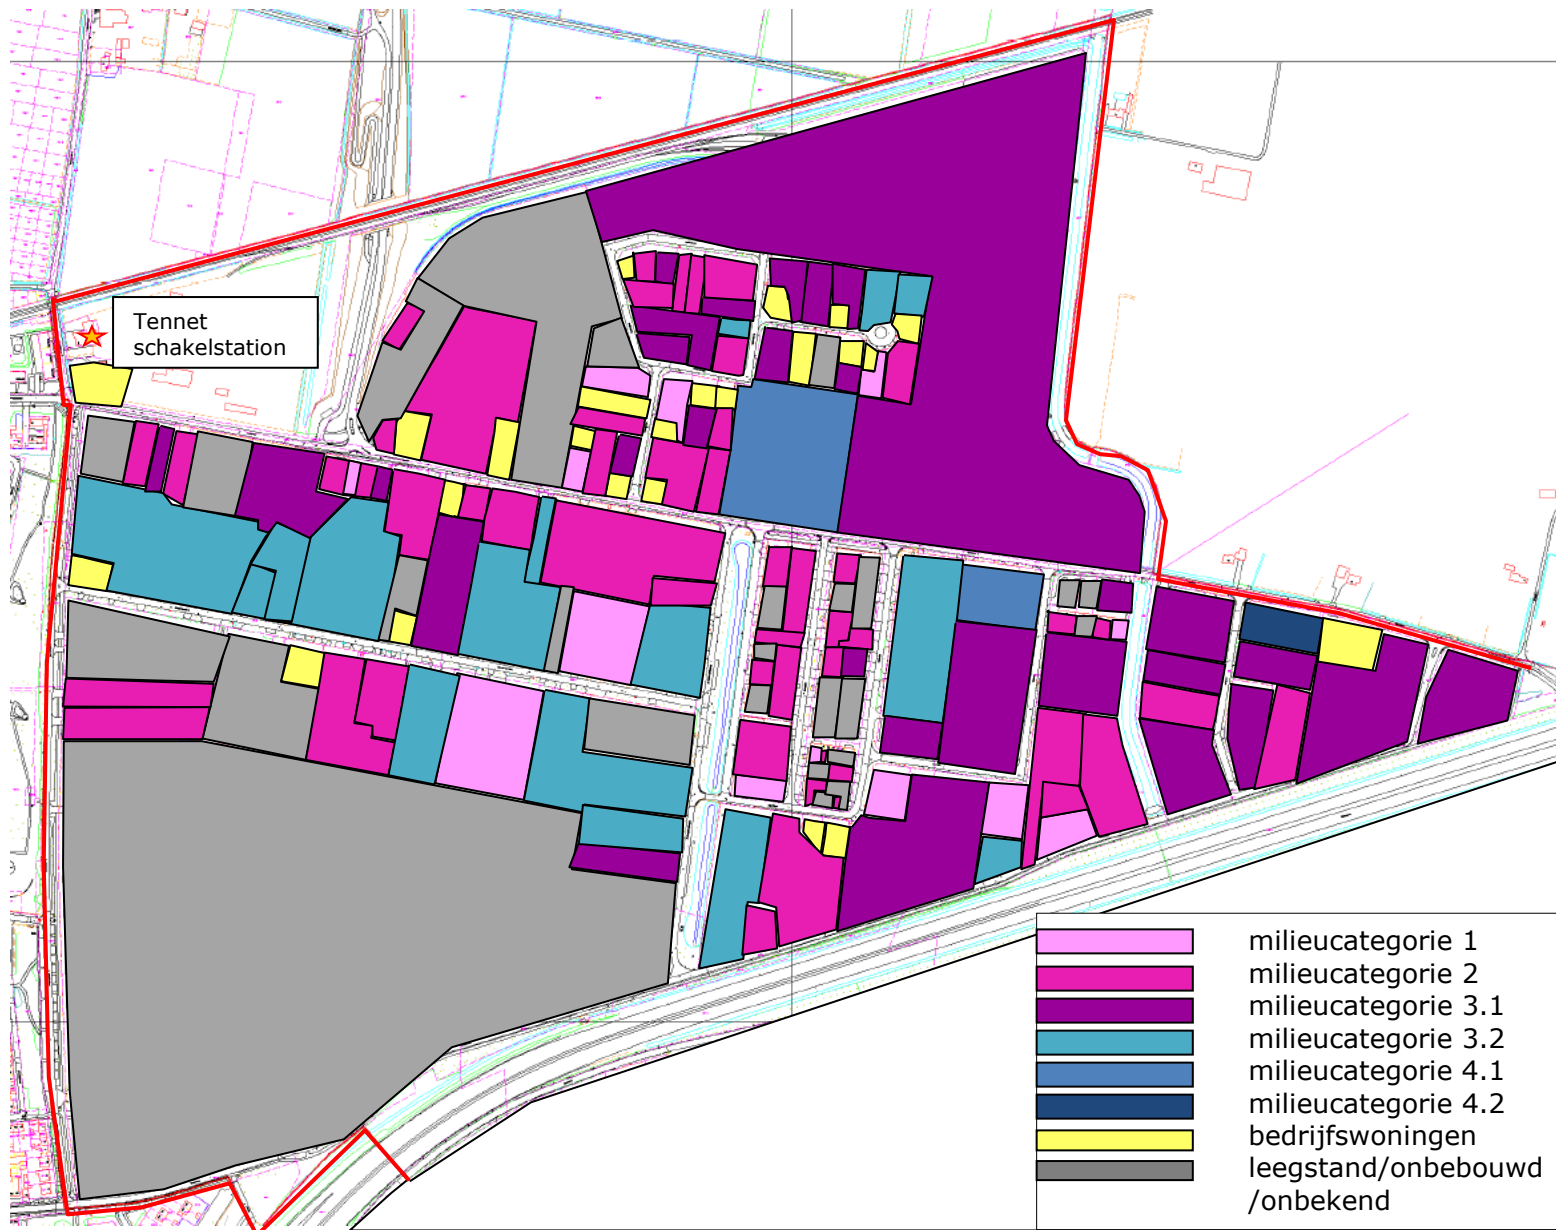 Tennet
schakelstation
milieucategorie 1
milieucategorie 2
milieucategorie 3.1
milieucategorie 3.2
milieucategorie 4.1
milieucategorie 4.2
bedrijfswoningen
leegstand/onbebouwd
/onbekend